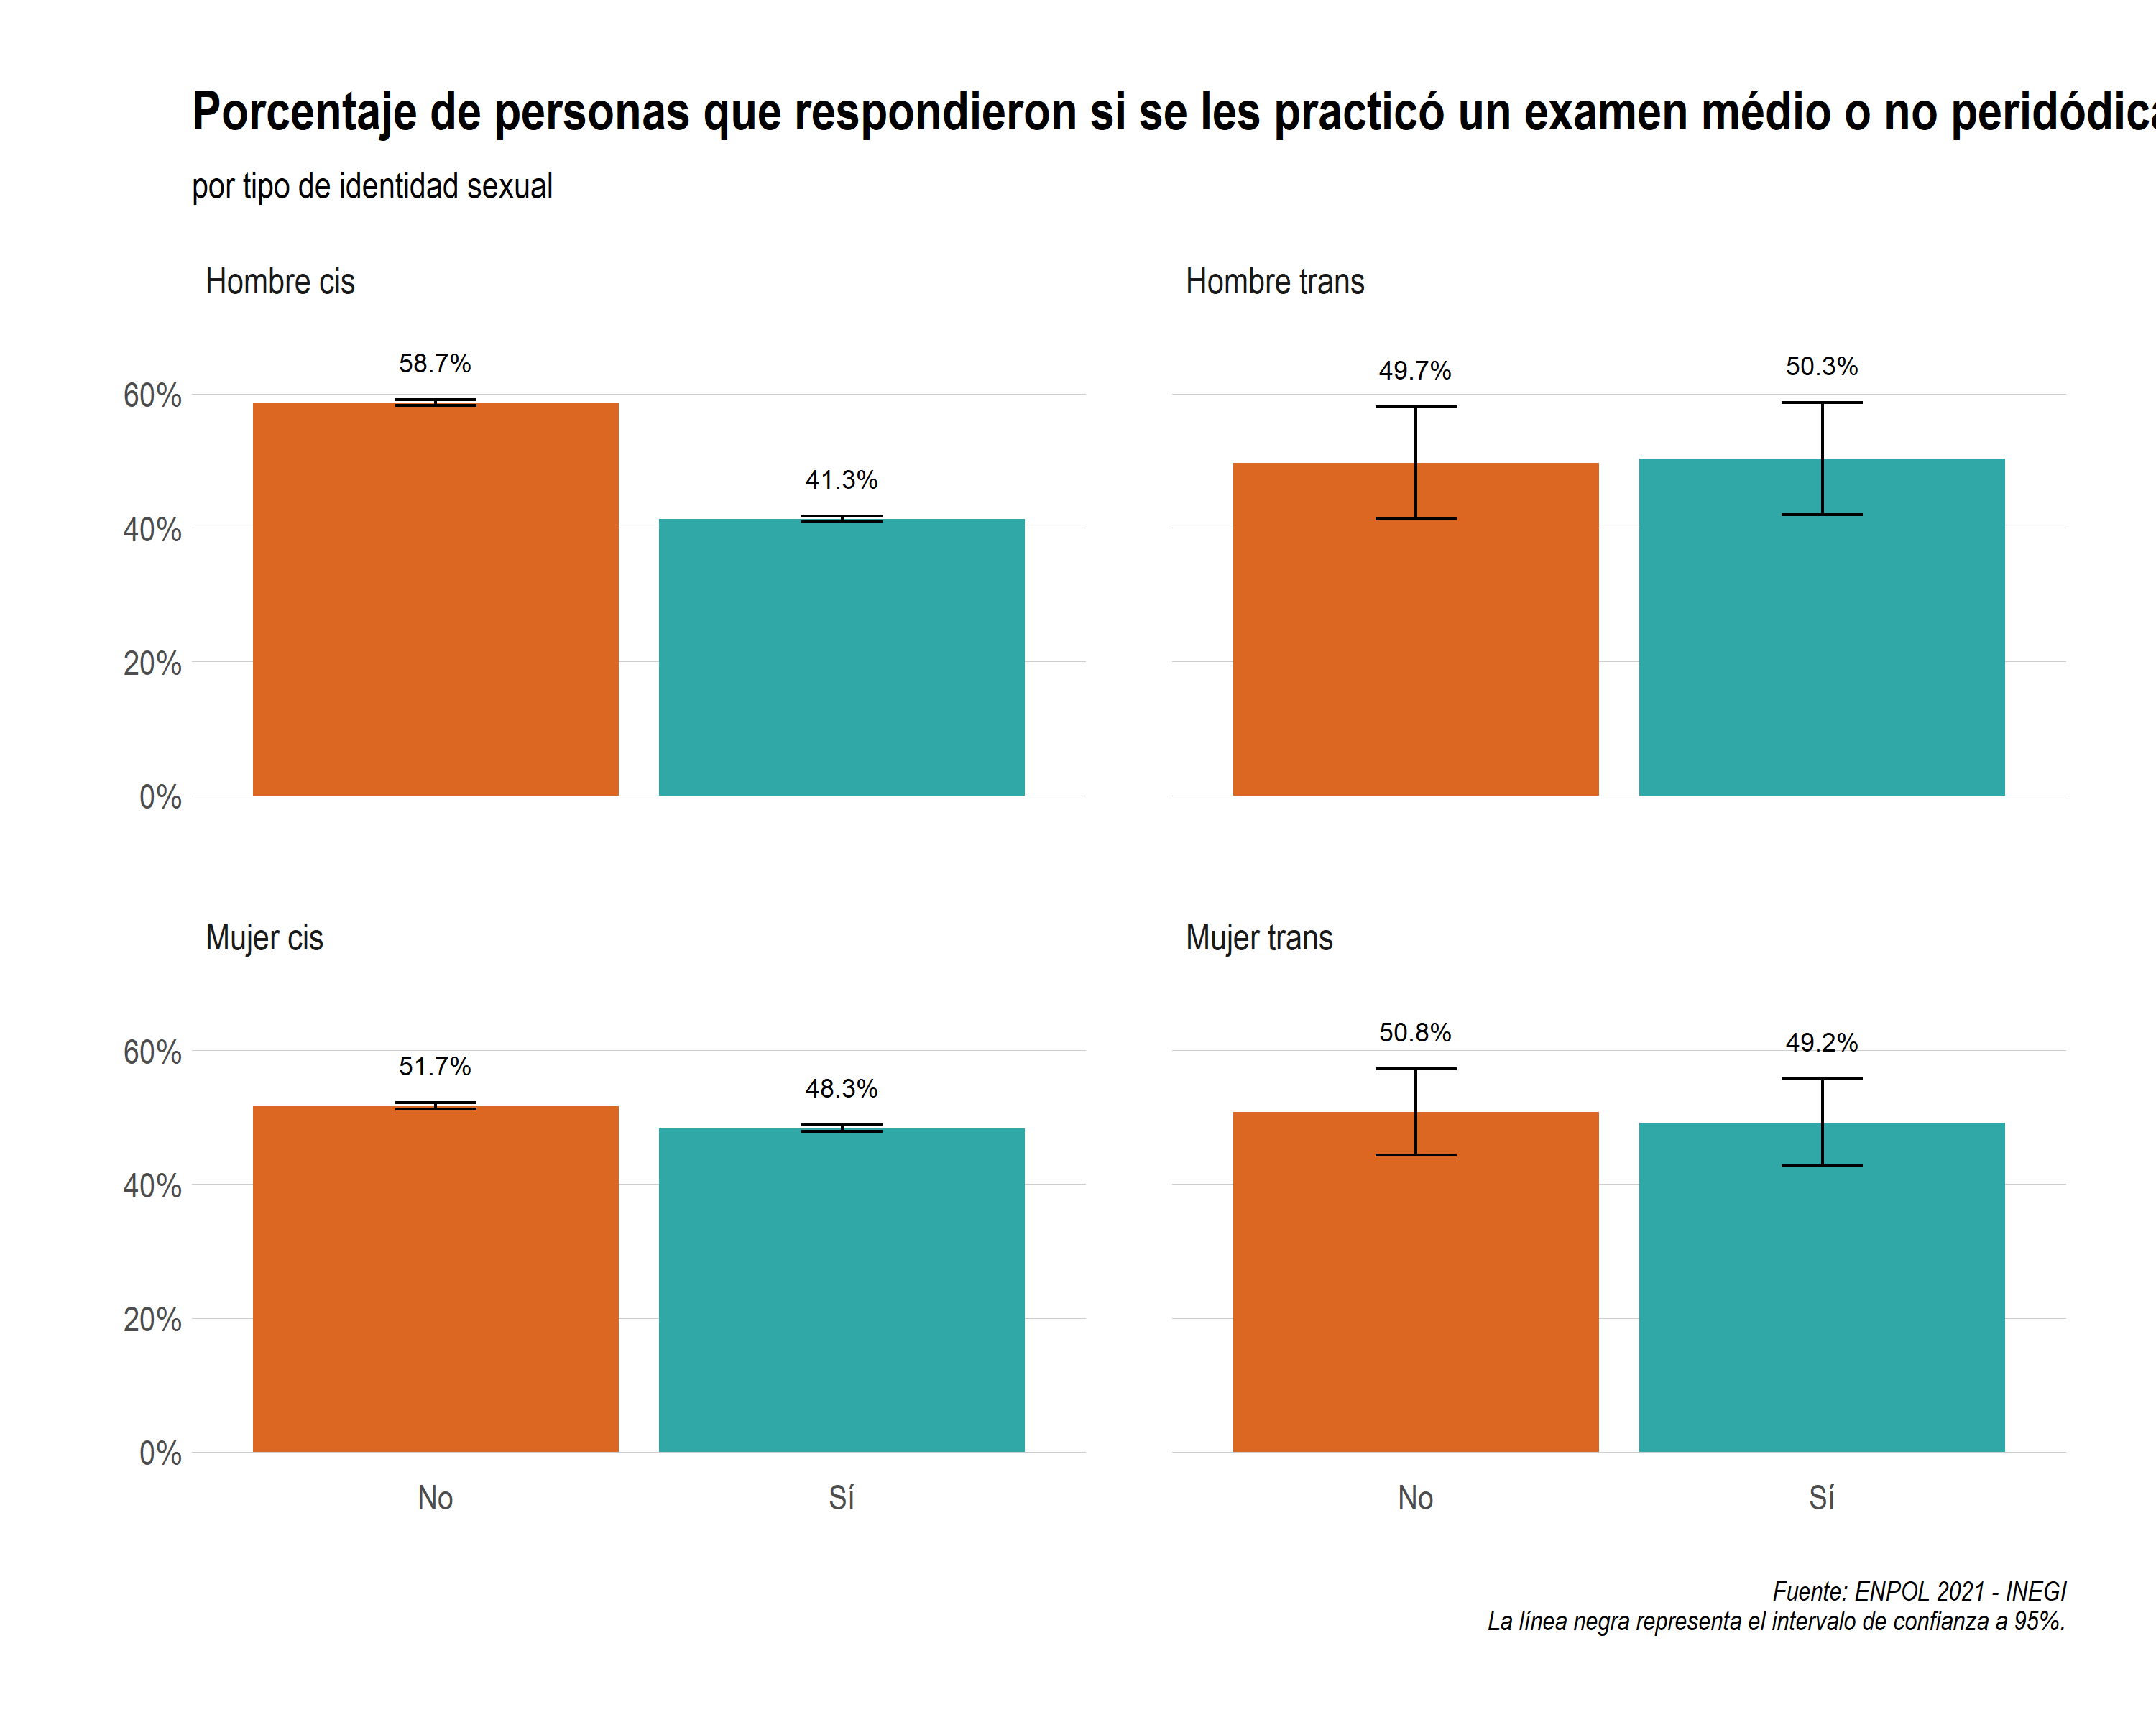 Porcentaje de personas que respondieron si se les practicó un examen médio o no peridódica
por tipo de identidad sexual
Hombre cis
Hombre trans
58.7%
41.3%
49.7%
50.3%
60%
40%
20%
0%
Mujer cis
Mujer trans
51.7%
48.3%
50.8%
49.2%
60%
40%
20%
0%
No
Sí
No
Sí
Fuente: ENPOL 2021 - INEGI
La línea negra representa el intervalo de confianza a 95%.